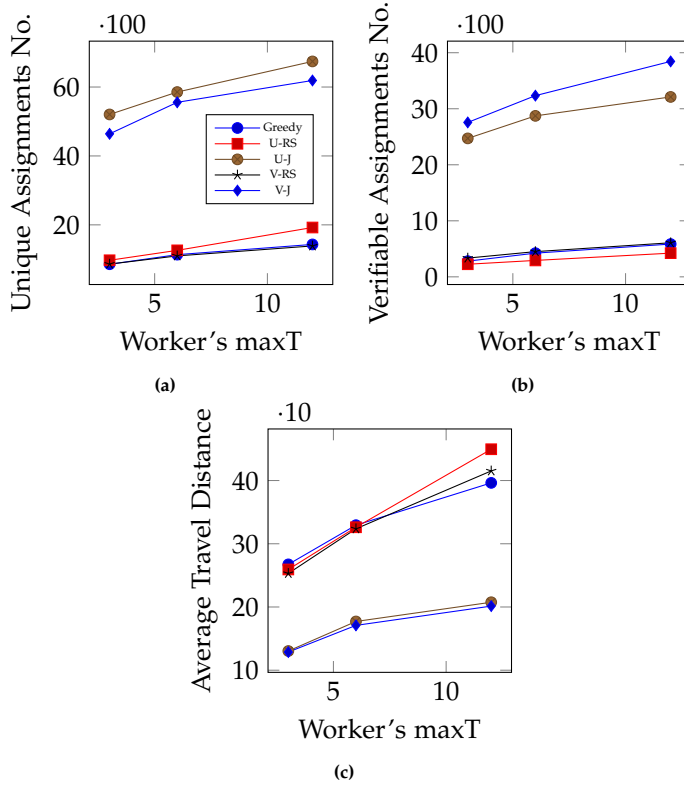 ·100
Unique Assignments No.
60
40
20
5
10
Worker's maxT
Greedy
U-RS
U-J
V-RS
V-J
(a)
·100
Verifiable Assignments No.
40
30
20
10
0
5
10
Worker's maxT
(b)
·10
Average Travel Distance
40
30
20
10
5
10
Worker's maxT
(c)